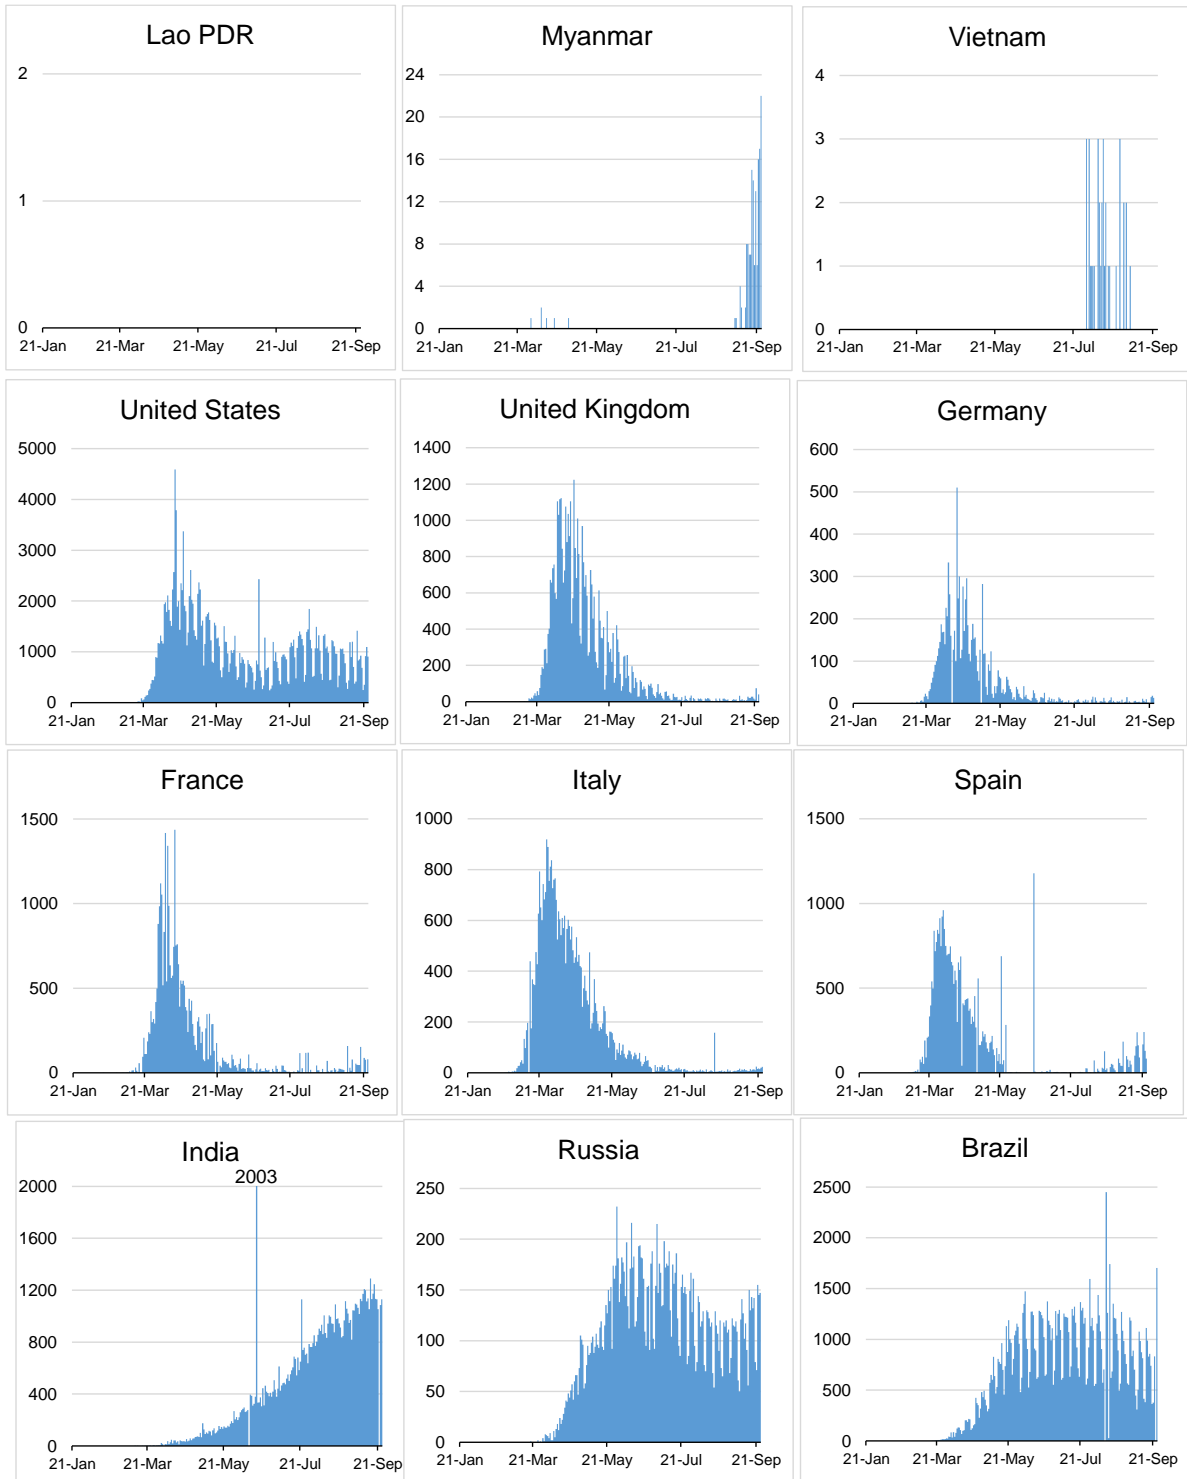 Lao PDR
2
1
0
21-Jan 21-Mar 21-May 21-Jul 21-Sep
Myanmar
24
20
16
12
8
4
0
21-Jan 21-Mar 21-May 21-Jul 21-Sep
Vietnam
4
3
2
1
0
21-Jan 21-Mar 21-May 21-Jul 21-Sep
United States
5000
4000
3000
2000
1000
0
21-Jan 21-Mar 21-May 21-Jul 21-Sep
United Kingdom
1400
1200
1000
800
600
400
200
0
21-Jan 21-Mar 21-May 21-Jul 21-Sep
Germany
600
500
400
300
200
100
0
21-Jan 21-Mar 21-May 21-Jul 21-Sep
France
1500
1000
500
0
21-Jan 21-Mar 21-May 21-Jul 21-Sep
Italy
1000
800
600
400
200
0
21-Jan 21-Mar 21-May 21-Jul 21-Sep
Spain
1500
1000
500
0
21-Jan 21-Mar 21-May 21-Jul 21-Sep
India
2003
2000
1600
1200
800
400
0
21-Jan 21-Mar 21-May 21-Jul 21-Sep
Russia
250
200
150
100
50
0
21-Jan 21-Mar 21-May 21-Jul 21-Sep
Brazil
2500
2000
1500
1000
500
0
21-Jan 21-Mar 21-May 21-Jul 21-Sep